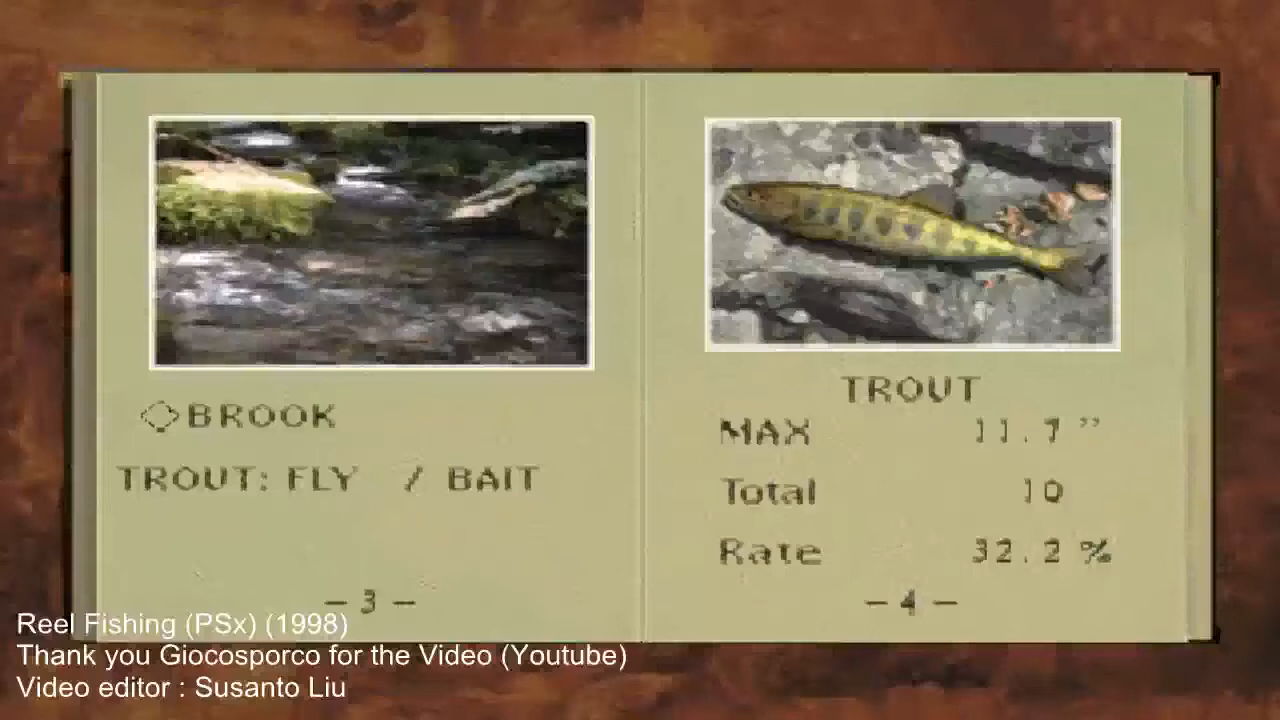 ◇BROOK
TROUT: FLY / BAIT
– 3 –
TROUT
MAX 11.7 ”
Total 10
Rate 32.2 %
– 4 –
Reel Fishing (PSx) (1998)
Thank you Giocosporco for the Video (Youtube)
Video editor : Susanto Liu